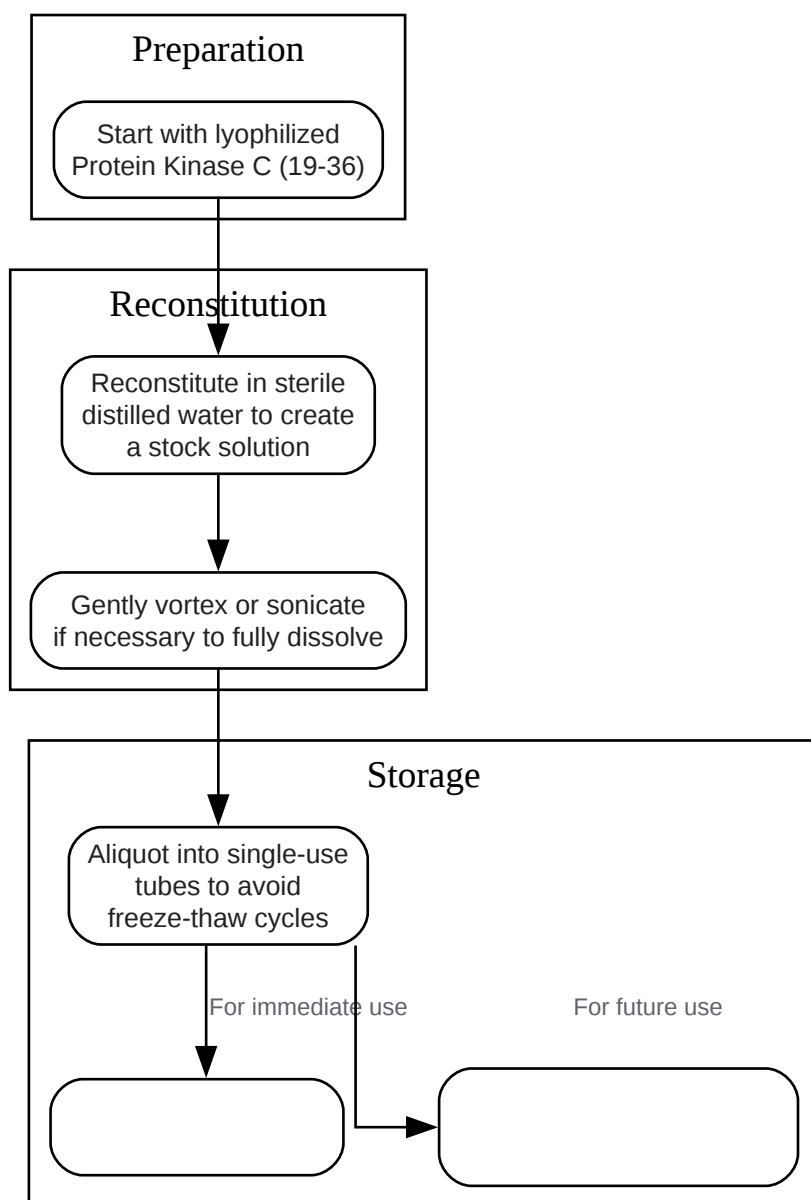 Preparation
Start with lyophilized
Protein Kinase C (19-36)
Reconstitution
Reconstitute in sterile
distilled water to create
a stock solution
Gently vortex or sonicate
if necessary to fully dissolve
Storage
Aliquot into single-use
tubes to avoid
freeze-thaw cycles
For immediate use
For future use